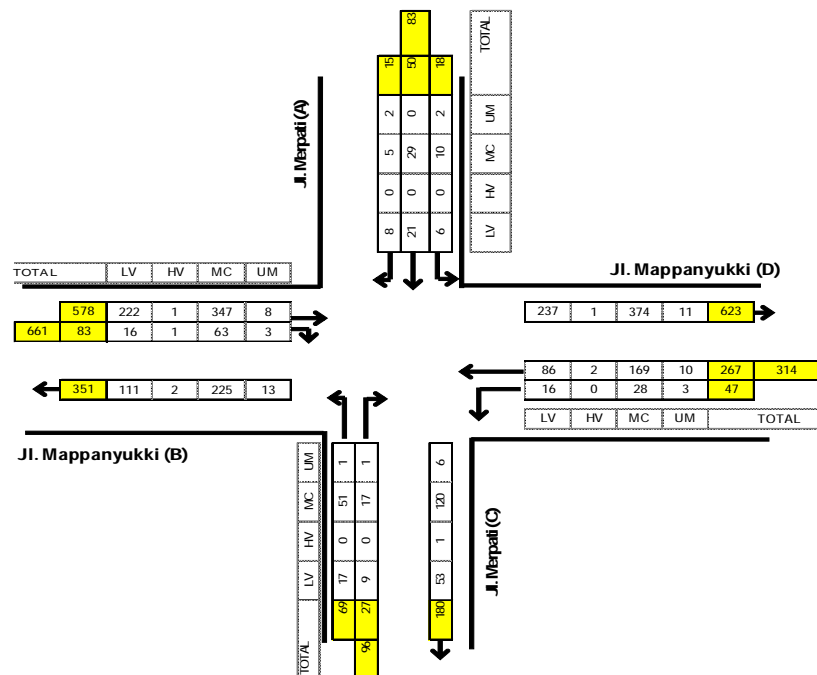 83
15 50 18 TOTAL
2 0 2 UM
5 29 10 MC
0 0 0 HV
8 21 6 LV
Jl. Merpati (A)
TOTAL LV HV MC UM
578 222 1 347 8
661 83 16 1 63 3
351 111 2 225 13
Jl. Mappanyukki (B)
Jl. Mappanyukki (D)
237 1 374 11 623
86 2 169 10 267 314
16 0 28 3 47
LV HV MC UM TOTAL
UM 1 1 6
MC 51 17 120
HV 0 0 1
LV 17 9 53
TOTAL 69 27 180
96
Jl. Merpati (C)